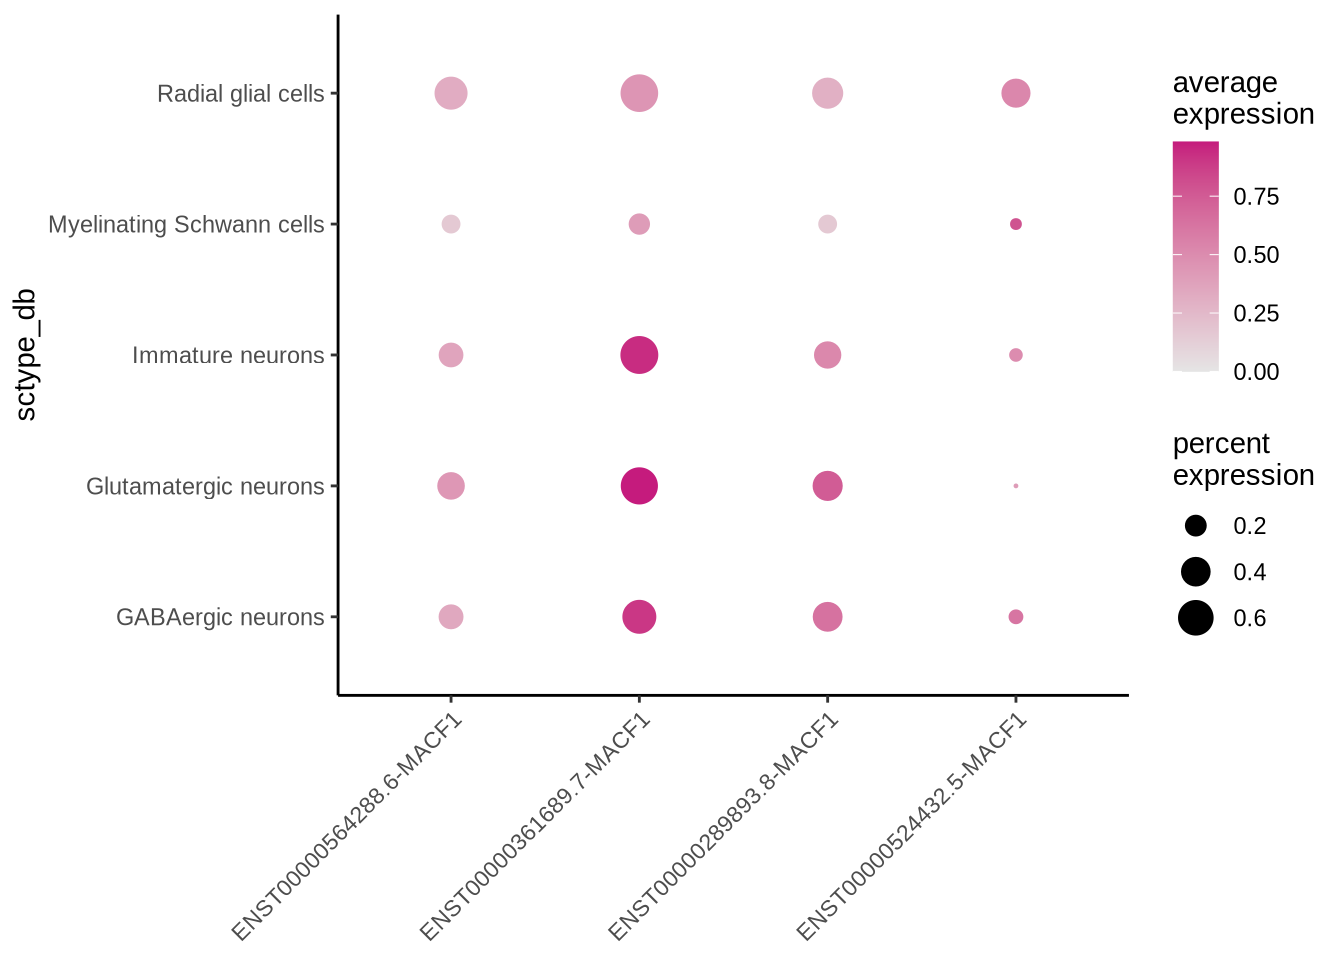 Radial glial cells
Myelinating Schwann cells
Immature neurons
Glutamatergic neurons
GABAergic neurons
sctype_db
ENST00000564288.6-MACF1
ENST00000361689.7-MACF1
ENST00000289893.8-MACF1
ENST00000524432.5-MACF1
average
expression
0.75
0.50
0.25
0.00
percent
expression
0.2
0.4
0.6